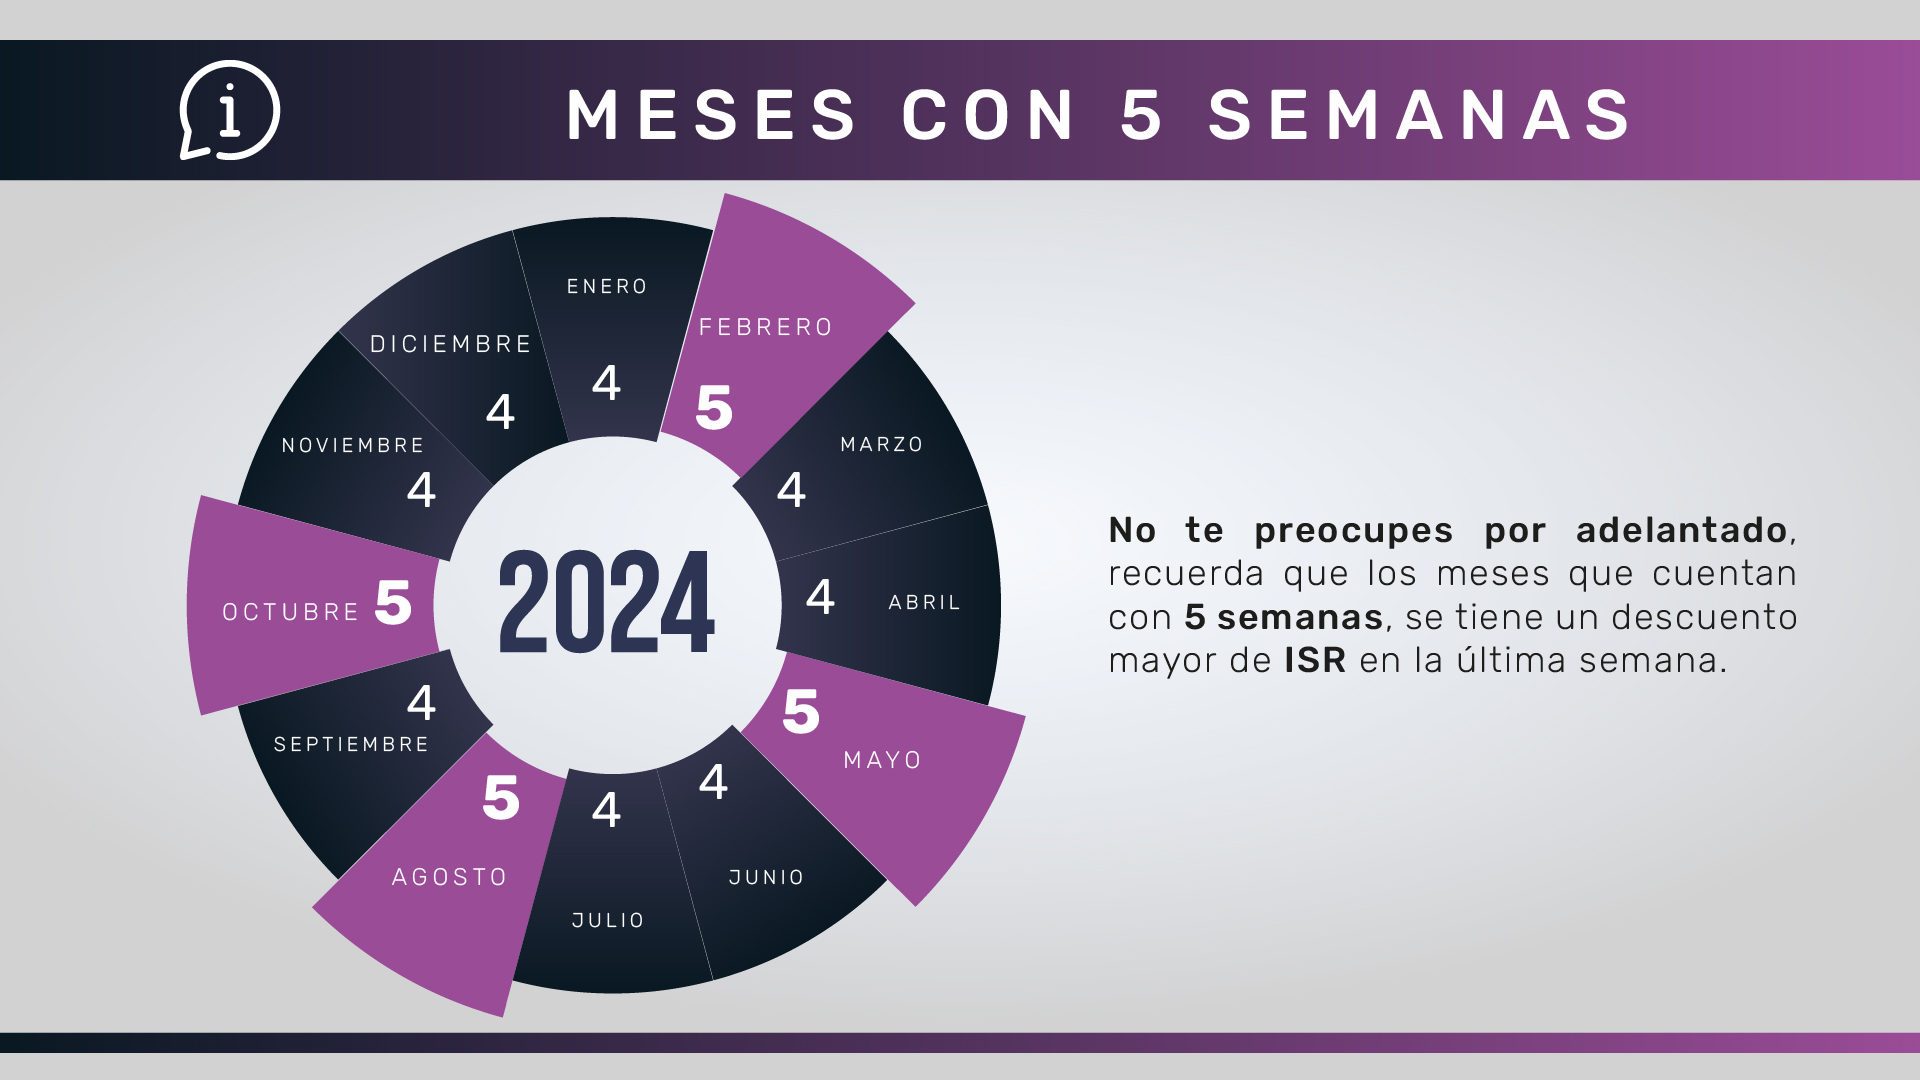 i
MESES CON 5 SEMANAS
ENERO
4
FEBRERO
5
MARZO
4
ABRIL
4
MAYO
5
JUNIO
4
JULIO
4
AGOSTO
5
SEPTIEMBRE
4
OCTUBRE
5
NOVIEMBRE
4
DICIEMBRE
4
2024
No te preocupes por adelantado,
recuerda que los meses que cuentan
con 5 semanas, se tiene un descuento
mayor de ISR en la última semana.